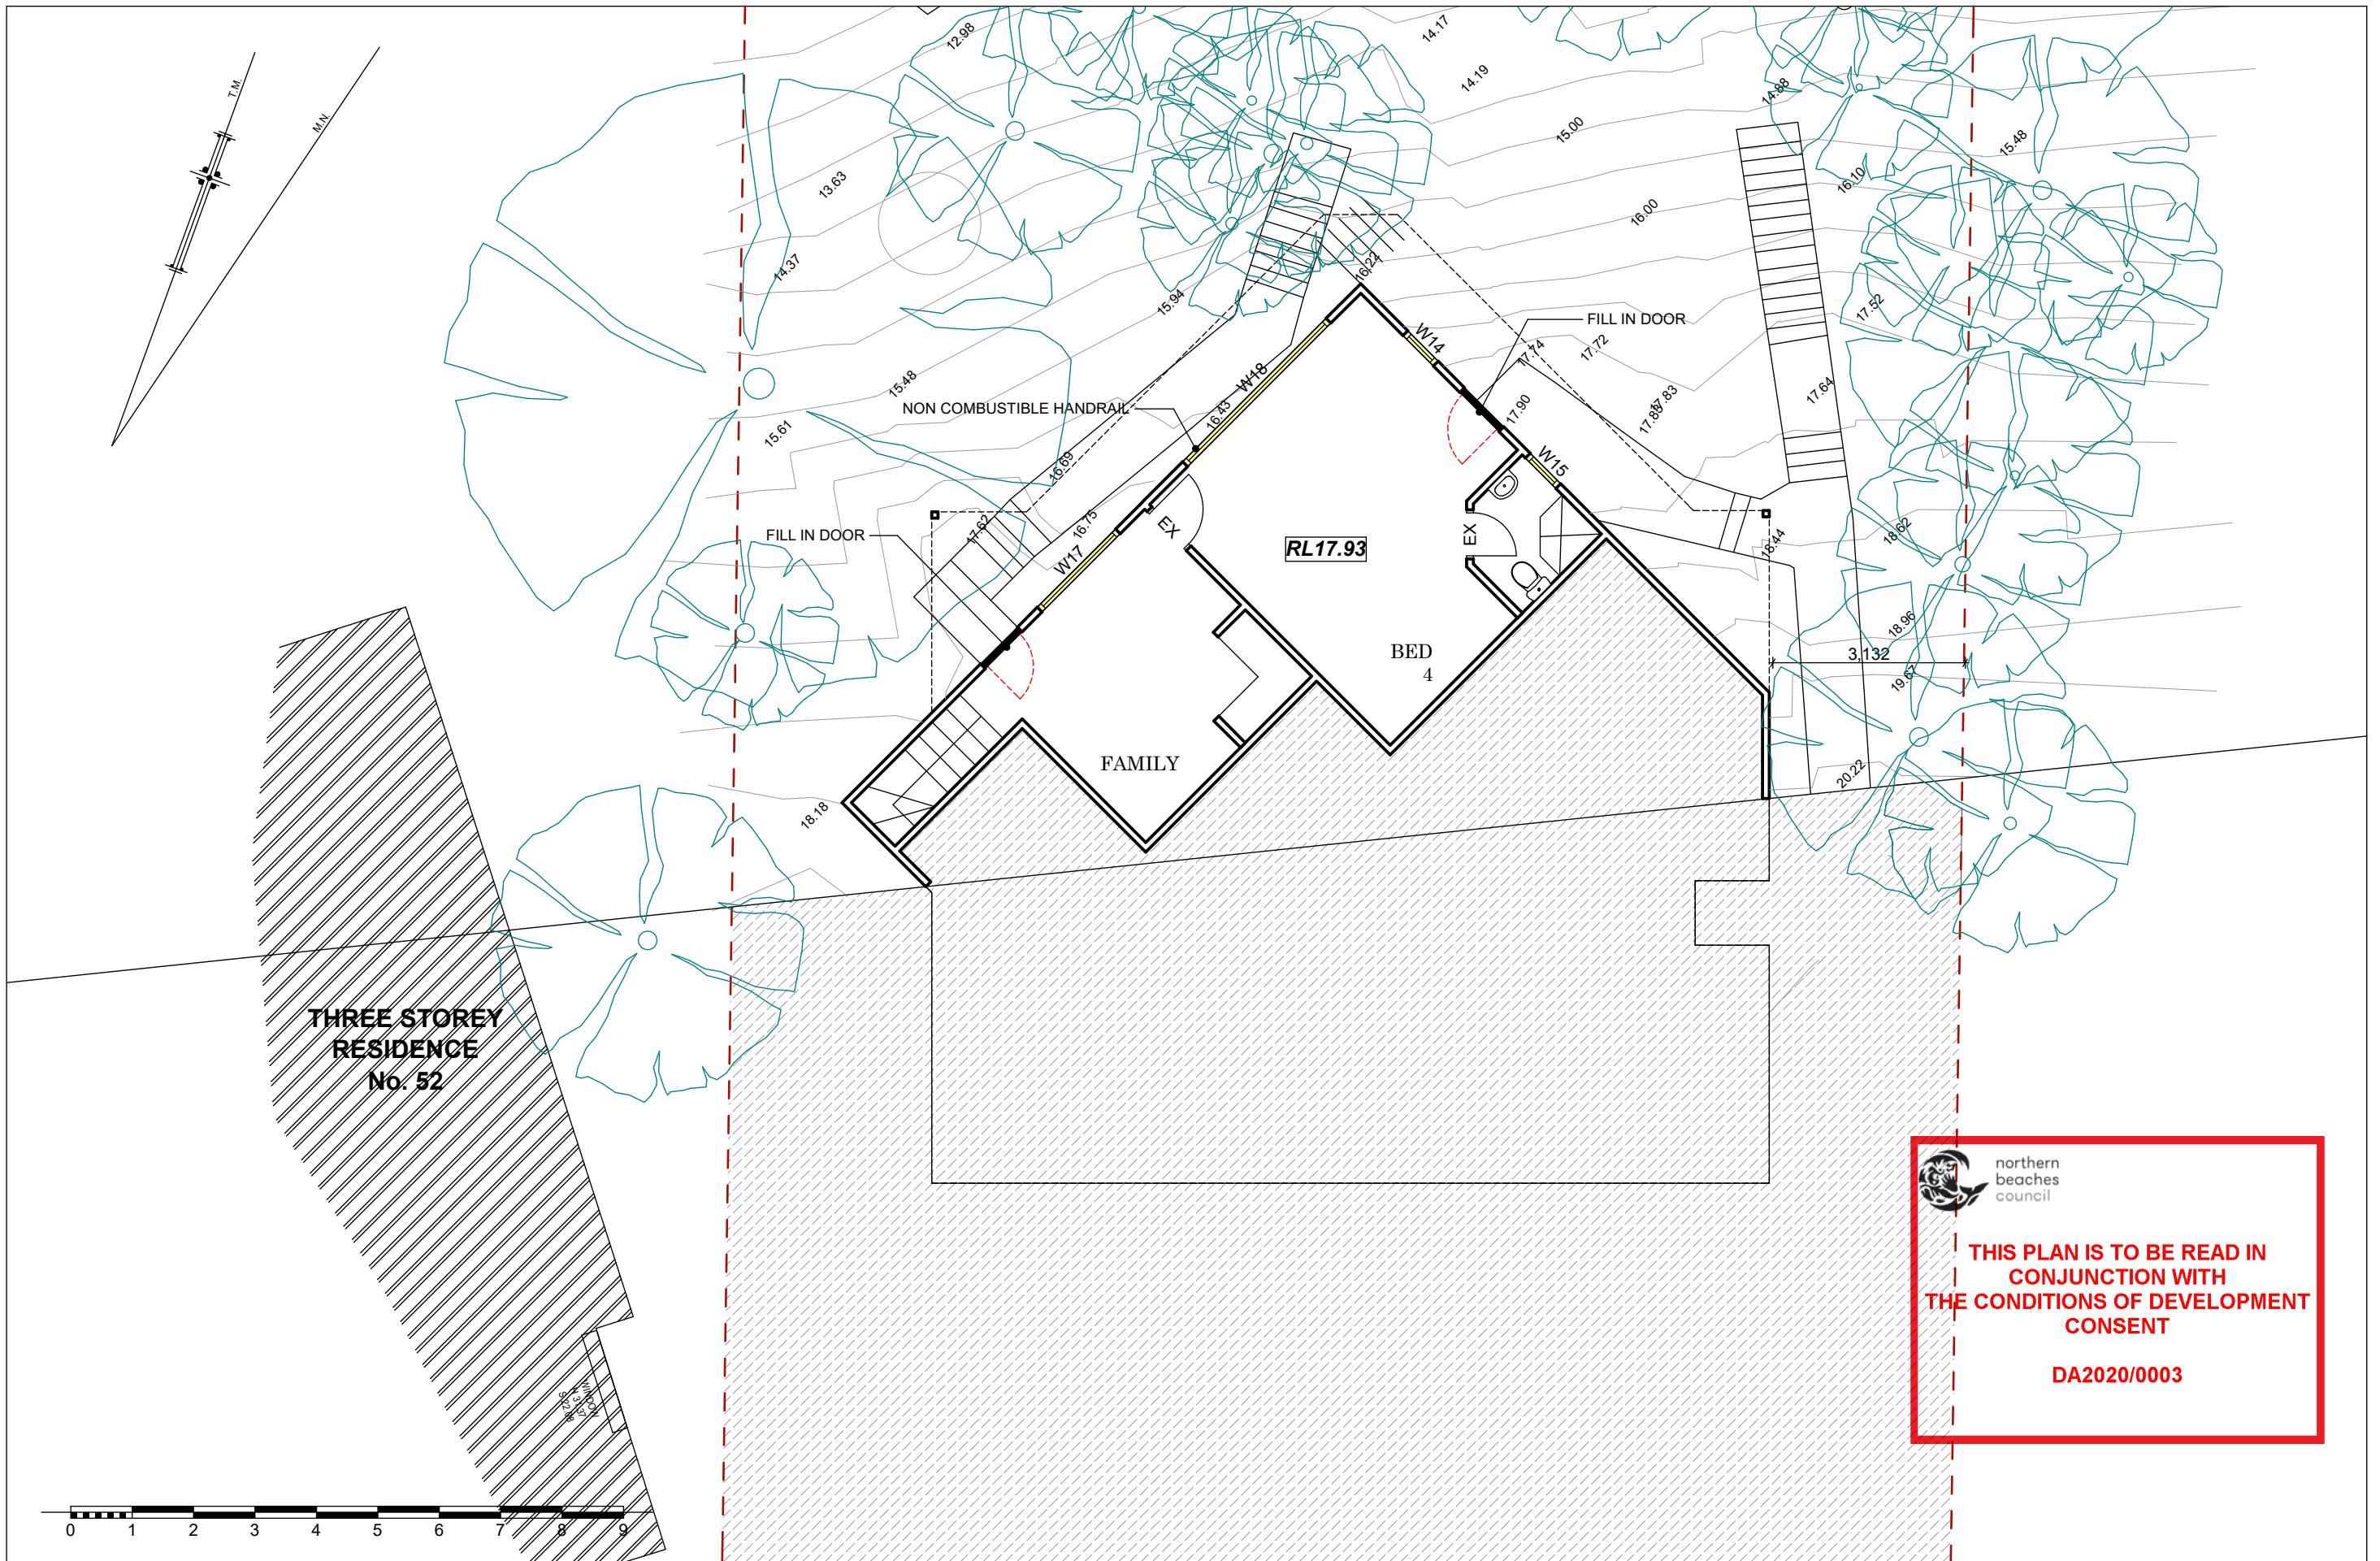 12.98
14.17
T.M.
M.N.
14.19
14.88
15.00
15.48
13.63
16.10
16.00
14.37
16.22
15.94
17.52
W14
FILL IN DOOR
17.74
17.72
W18
15.48
17.64
17.83
17.83
NON COMBUSTIBLE HANDRAIL
16.43
17.90
15.61
16.69
W15
17.62
16.75
EX
EX
18.62
FILL IN DOOR
18.44
W17
RL17.93
18.96
BED
4
3,132
19.67
FAMILY
20.22
18.18
THREE STOREY
RESIDENCE
No. 52
northern
beaches
council
THIS PLAN IS TO BE READ IN
CONJUNCTION WITH
THE CONDITIONS OF DEVELOPMENT
CONSENT
DA2020/0003
WINDOW
0 1 2 3 4 5 6 7 8 9